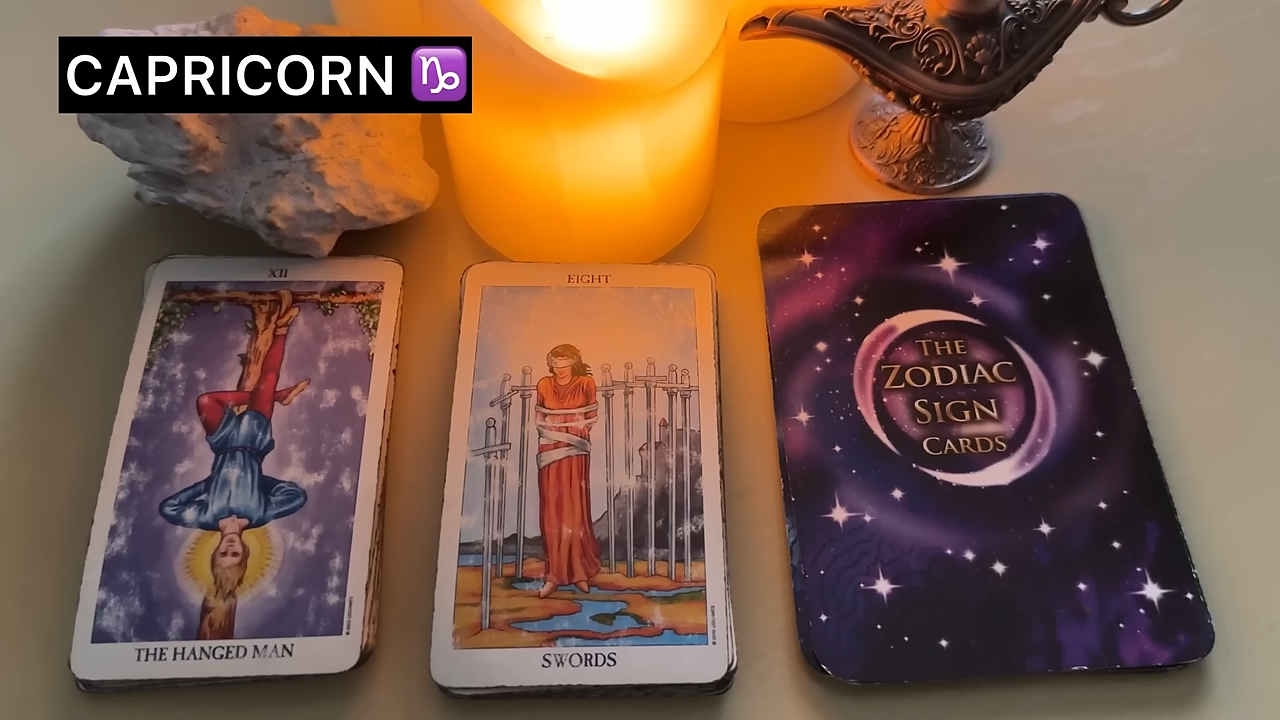 CAPRICORN ♑
XII
THE HANGED MAN
EIGHT
SWORDS
THE
ZODIAC
SIGN
CARDS